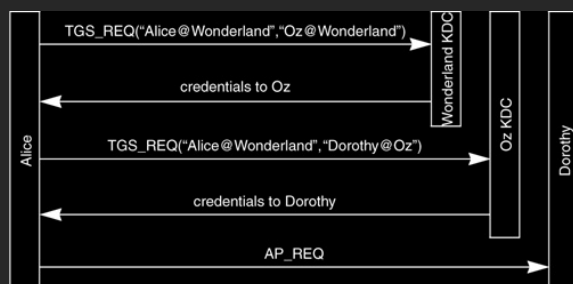 TGS_REQ(“Alice@Wonderland”,“Oz@Wonderland”)
credentials to Oz
TGS_REQ(“Alice@Wonderland”,“Dorothy@Oz”)
credentials to Dorothy
AP_REQ
Alice
Wonderland KDC
Oz KDC
Dorothy